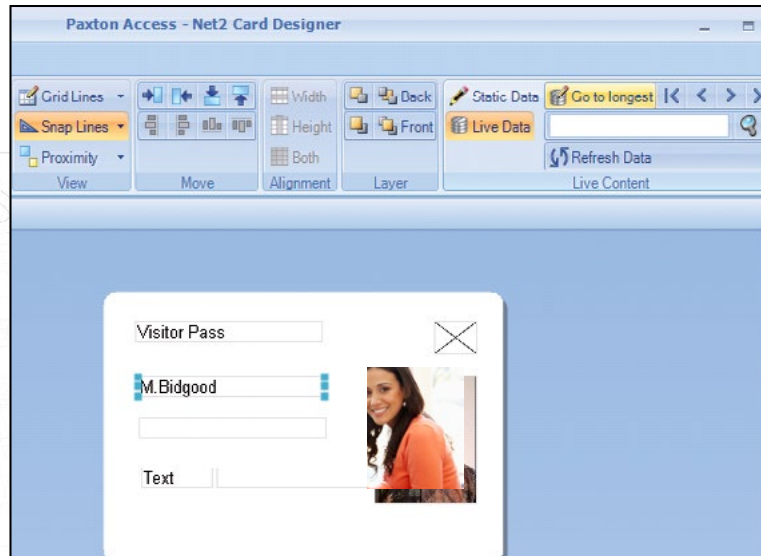 Paxton Access - Net2 Card Designer
Grid Lines
Width
Back
Static Data
Go to longest
Snap Lines
Height
Front
Live Data
Proximity
Both
Refresh Data
View
Move
Alignment
Layer
Live Content
Visitor Pass
M.Bidgood
Text